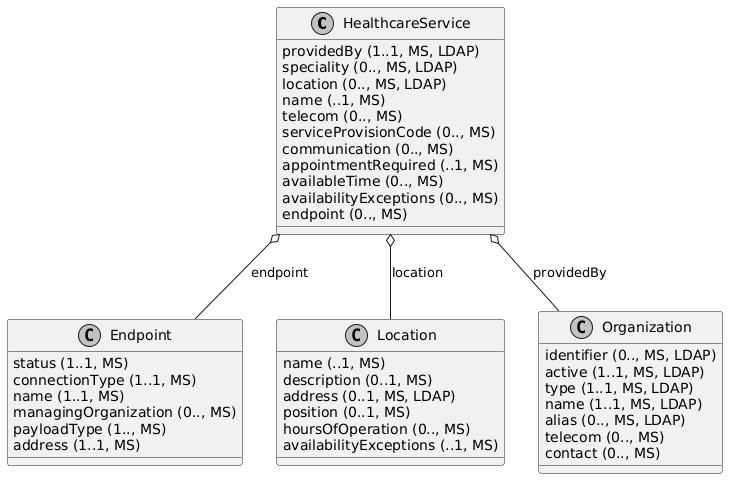 C HealthcareService
providedBy (1..1, MS, LDAP)
speciality (0.., MS, LDAP)
location (0.., MS, LDAP)
name (..1, MS)
telecom (0.., MS)
serviceProvisionCode (0.., MS)
communication (0.., MS)
appointmentRequired (..1, MS)
availableTime (0.., MS)
availabilityExceptions (0.., MS)
endpoint (0.., MS)
endpoint
location
providedBy
C Endpoint
status (1..1, MS)
connectionType (1..1, MS)
name (1..1, MS)
managingOrganization (0.., MS)
payloadType (1.., MS)
address (1..1, MS)
C Location
name (..1, MS)
description (0..1, MS)
address (0..1, MS, LDAP)
position (0..1, MS)
hoursOfOperation (0.., MS)
availabilityExceptions (..1, MS)
C Organization
identifier (0.., MS, LDAP)
active (1..1, MS, LDAP)
type (1..1, MS, LDAP)
name (1..1, MS, LDAP)
alias (0.., MS, LDAP)
telecom (0.., MS)
contact (0.., MS)